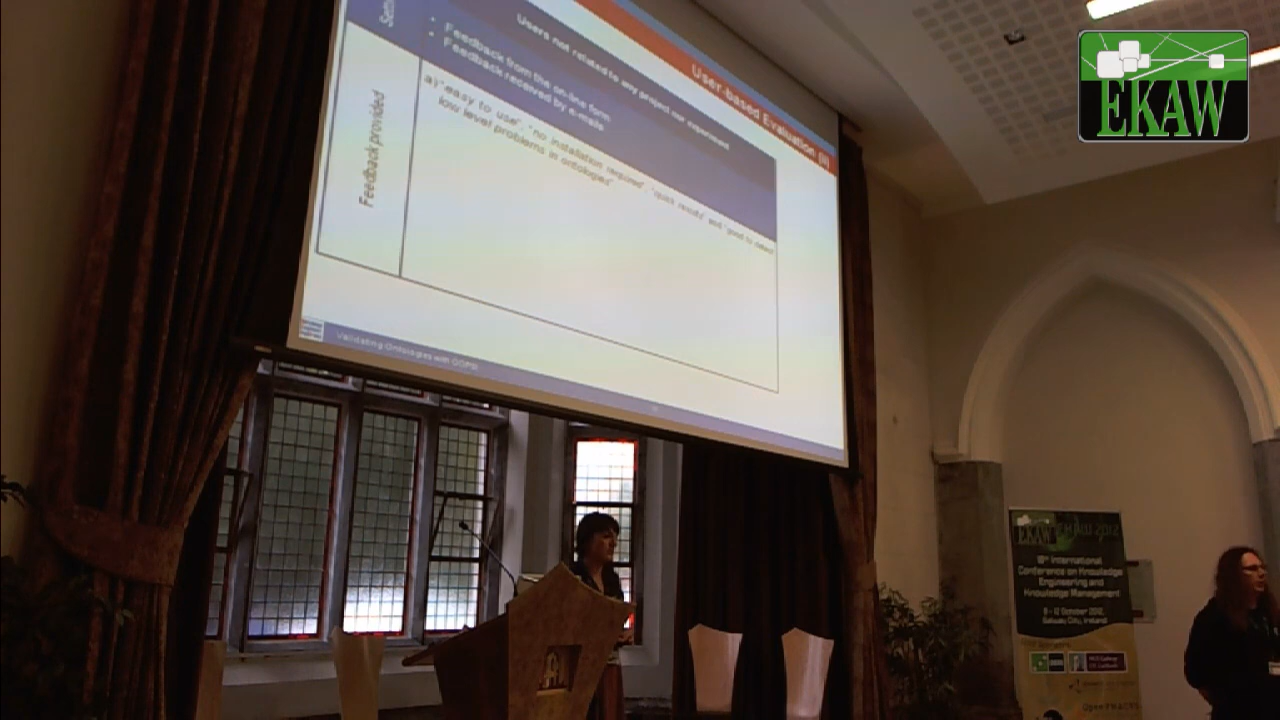 User-based Evaluation (II)
Users not related to any project nor experiment
Feedback from the on-line form
Feedback received by e-mails
Feedback provided
a) "easy to use", "no installation required", "quick results" and "good to detect
low level problems in ontologies"
Validating Ontologies with OOPS!
EKAW
EKAW
18th International
Conference on Knowledge
Engineering and
Knowledge Management
8 - 12 October 2012,
Galway City, Ireland